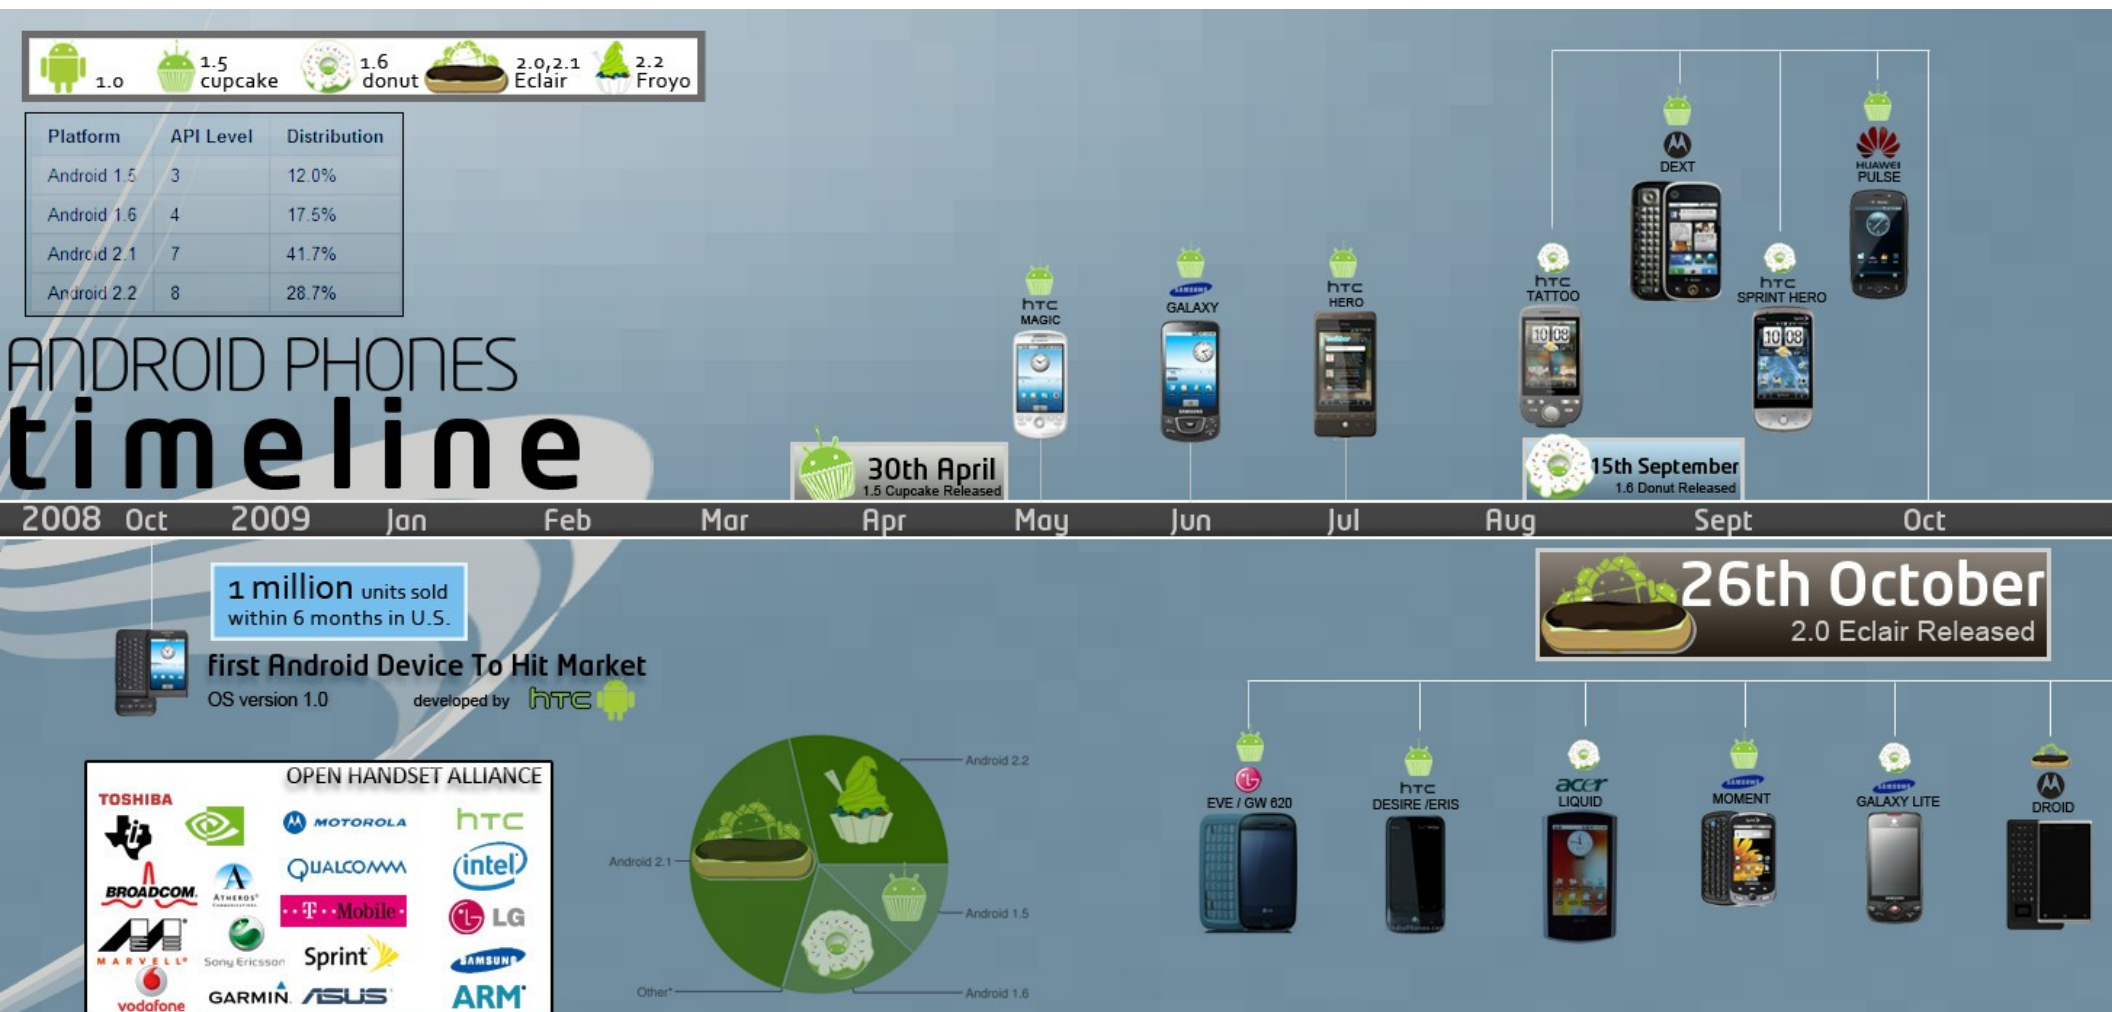 1.0
1.5
cupcake
1.6
donut
2.0,2.1
Eclair
2.2
Froyo
Platform API Level Distribution
Android 1.5 3 12.0%
Android 1.6 4 17.5%
Android 2.1 7 41.7%
Android 2.2 8 28.7%
ANDROID PHONES
timeline
htc
MAGIC
SAMSUNG
GALAXY
htc
HERO
htc
TATTOO
DEXT
htc
SPRINT HERO
HUAWEI
PULSE
30th April
1.5 Cupcake Released
15th September
1.6 Donut Released
2008 Oct 2009 Jan Feb Mar Apr May Jun Jul Aug Sept Oct
1 million units sold
within 6 months in U.S.
first Android Device To Hit Market
OS version 1.0 developed by htc
26th October
2.0 Eclair Released
OPEN HANDSET ALLIANCE
TOSHIBA
MOTOROLA
htc
QUALCOMM
intel
BROADCOM.
ATHEROS
T-Mobile
LG
MARVELL
Sony Ericsson
Sprint
SAMSUNG
vodafone
GARMIN.
ASUS
ARM
Android 2.2
Android 2.1
Android 1.5
Other*
Android 1.6
LG
EVE / GW 620
htc
DESIRE /ERIS
acer
LIQUID
SAMSUNG
MOMENT
SAMSUNG
GALAXY LITE
DROID